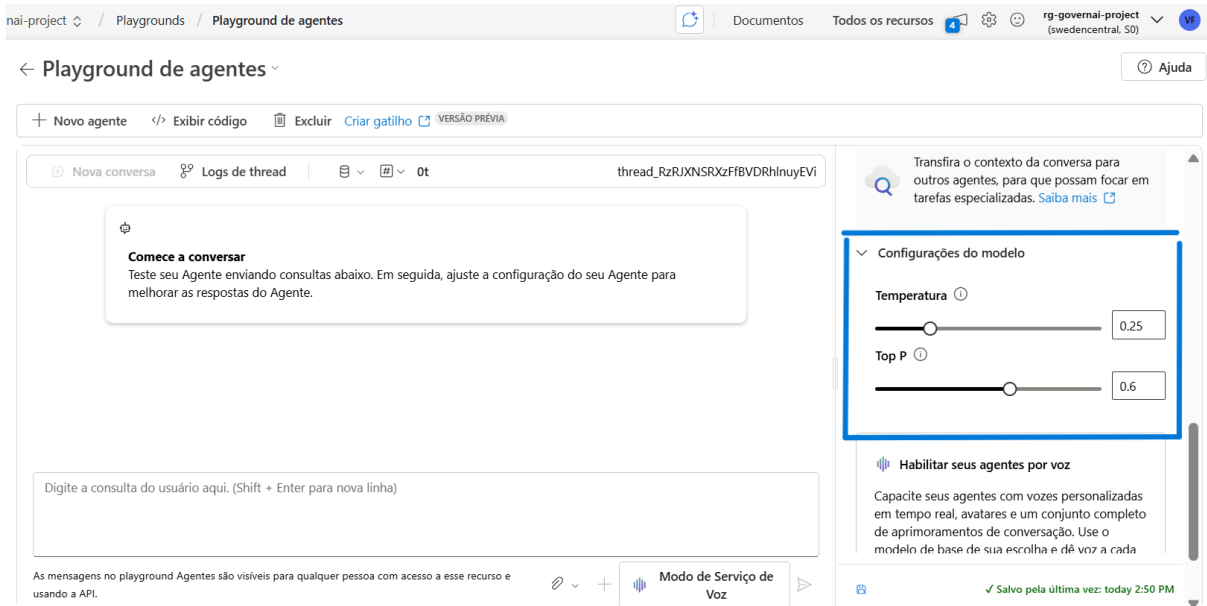 nai-project / Playgrounds / Playground de agentes
Documentos
Todos os recursos
4
rg-governai-project
(swedencentral, S0)
VF
Playground de agentes
Ajuda
Novo agente
</> Exibir código
Excluir
Criar gatilho
VERSÃO PRÉVIA
Nova conversa
Logs de thread
0t
thread_RzRJXNSRXzFfBVDRhlnuyEVi
Comece a conversar
Teste seu Agente enviando consultas abaixo. Em seguida, ajuste a configuração do seu Agente para
melhorar as respostas do Agente.
Digite a consulta do usuário aqui. (Shift + Enter para nova linha)
As mensagens no playground Agentes são visíveis para qualquer pessoa com acesso a esse recurso e
usando a API.
Modo de Serviço de
Voz
Transfira o contexto da conversa para
outros agentes, para que possam focar em
tarefas especializadas. Saiba mais
Configurações do modelo
Temperatura
0.25
Top P
0.6
Habilitar seus agentes por voz
Capacite seus agentes com vozes personalizadas
em tempo real, avatares e um conjunto completo
de aprimoramentos de conversação. Use o
modelo de base de sua escolha e dê voz a cada
✓ Salvo pela última vez: today 2:50 PM